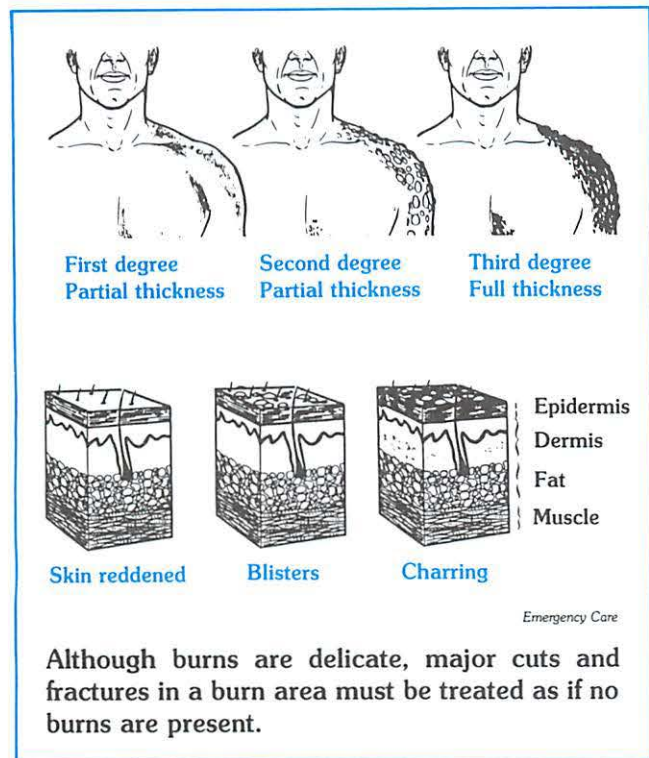 First degree
Partial thickness
Second degree
Partial thickness
Third degree
Full thickness
Epidermis
Dermis
Fat
Muscle
Skin reddened
Blisters
Charring
Emergency Care
Although burns are delicate, major cuts and
fractures in a burn area must be treated as if no
burns are present.